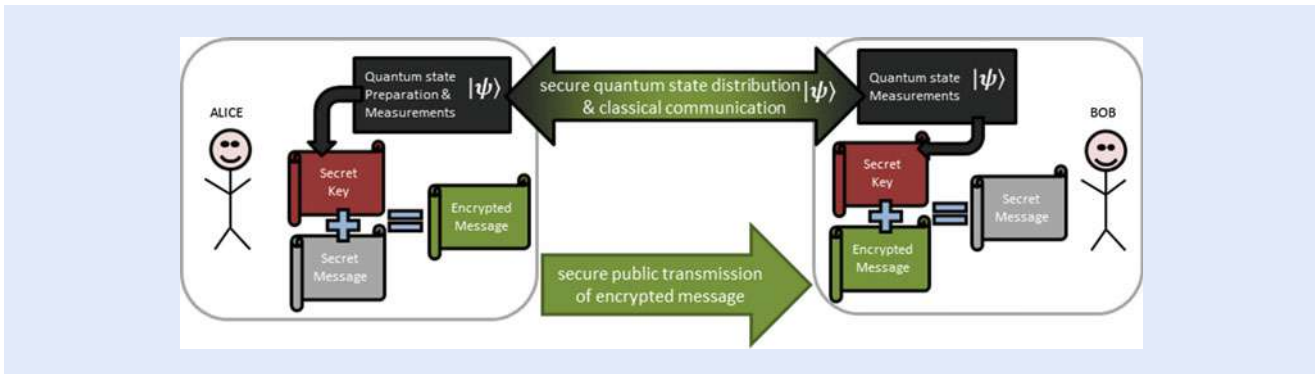 ALICE
Quantum state
Preparation &
Measurements
|ψ⟩
Secret
Key
Secret
Message
Encrypted
Message
secure quantum state distribution |ψ⟩
& classical communication
secure public transmission
of encrypted message
Quantum state
Measurements
|ψ⟩
BOB
Secret
Key
Encrypted
Message
Secret
Message